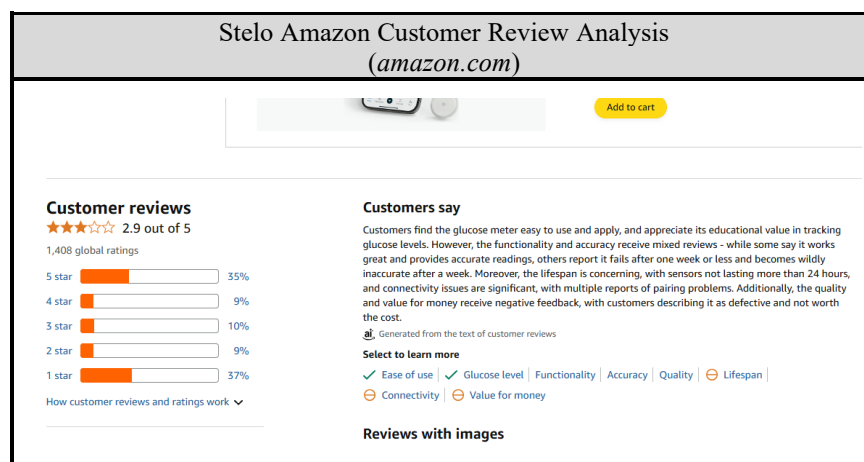 Stelo Amazon Customer Review Analysis
(amazon.com)
Add to cart
Customer reviews
2.9 out of 5
1,408 global ratings
5 star 35%
4 star 9%
3 star 10%
2 star 9%
1 star 37%
How customer reviews and ratings work
Customers say
Customers find the glucose meter easy to use and apply, and appreciate its educational value in tracking
glucose levels. However, the functionality and accuracy receive mixed reviews - while some say it works
great and provides accurate readings, others report it fails after one week or less and becomes wildly
inaccurate after a week. Moreover, the lifespan is concerning, with sensors not lasting more than 24 hours,
and connectivity issues are significant, with multiple reports of pairing problems. Additionally, the quality
and value for money receive negative feedback, with customers describing it as defective and not worth
the cost.
ai Generated from the text of customer reviews
Select to learn more
Ease of use | Glucose level | Functionality | Accuracy | Quality | Lifespan |
Connectivity | Value for money
Reviews with images